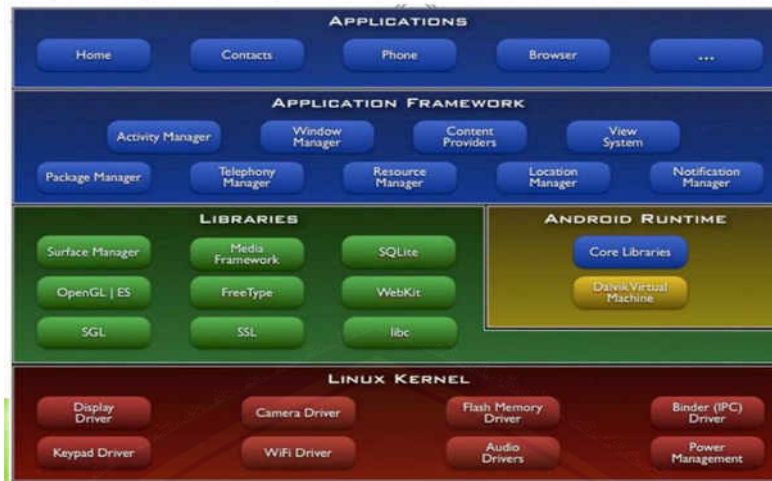 APPLICATIONS
Home
Contacts
Phone
Browser
...
APPLICATION FRAMEWORK
Activity Manager
Window
Manager
Content
Providers
View
System
Package Manager
Telephony
Manager
Resource
Manager
Location
Manager
Notification
Manager
LIBRARIES
Surface Manager
Media
Framework
SQLite
OpenGL | ES
FreeType
WebKit
SGL
SSL
libc
ANDROID RUNTIME
Core Libraries
Dalvik Virtual
Machine
LINUX KERNEL
Display
Driver
Camera Driver
Flash Memory
Driver
Binder (IPC)
Driver
Keypad Driver
WiFi Driver
Audio
Drivers
Power
Management